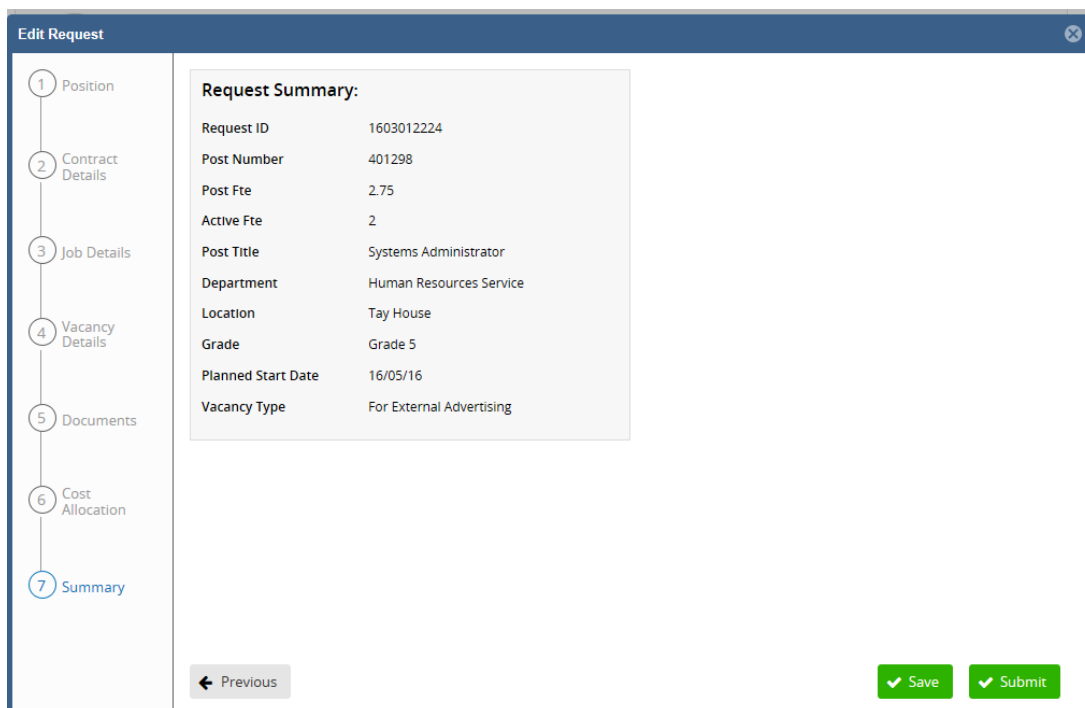 Edit Request
1 Position
2 Contract
Details
3 Job Details
4 Vacancy
Details
5 Documents
6 Cost
Allocation
7 Summary
Request Summary:
Request ID 1603012224
Post Number 401298
Post Fte 2.75
Active Fte 2
Post Title Systems Administrator
Department Human Resources Service
Location Tay House
Grade Grade 5
Planned Start Date 16/05/16
Vacancy Type For External Advertising
Previous
Save
Submit